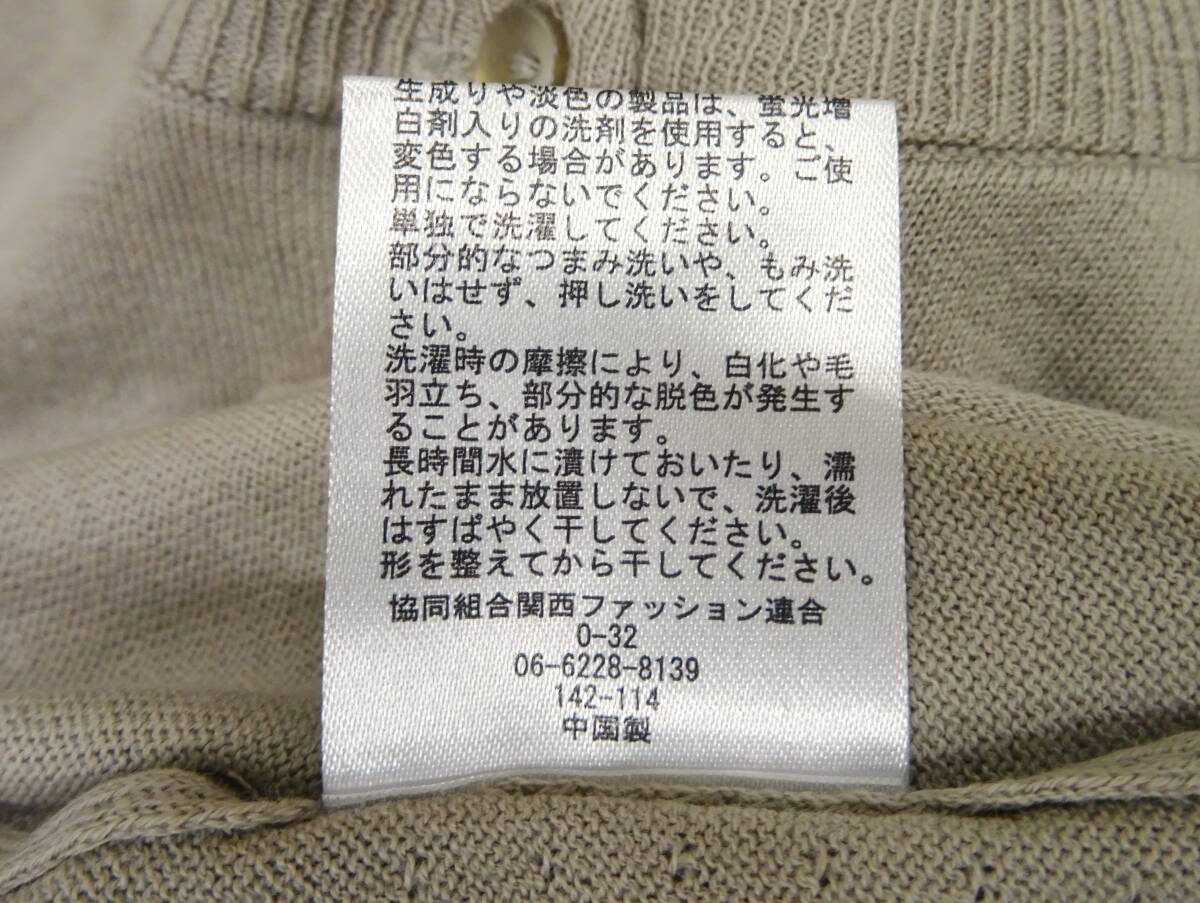 生成りや淡色の製品は、蛍光増
白剤入りの洗剤を使用すると、
変色する場合があります。ご使
用にならないでください。
単独で洗濯してください。
部分的なつまみ洗いや、もみ洗
いはせず、押し洗いをしてくだ
さい。
洗濯時の摩擦により、白化や毛
羽立ち、部分的な脱色が発生す
ることがあります。
長時間水に漬けておいたり、濡
れたまま放置しないで、洗濯後
はすばやく干してください。
形を整えてから干してください。
協同組合関西ファッション連合
0-32
06-6228-8139
142-114
中国製